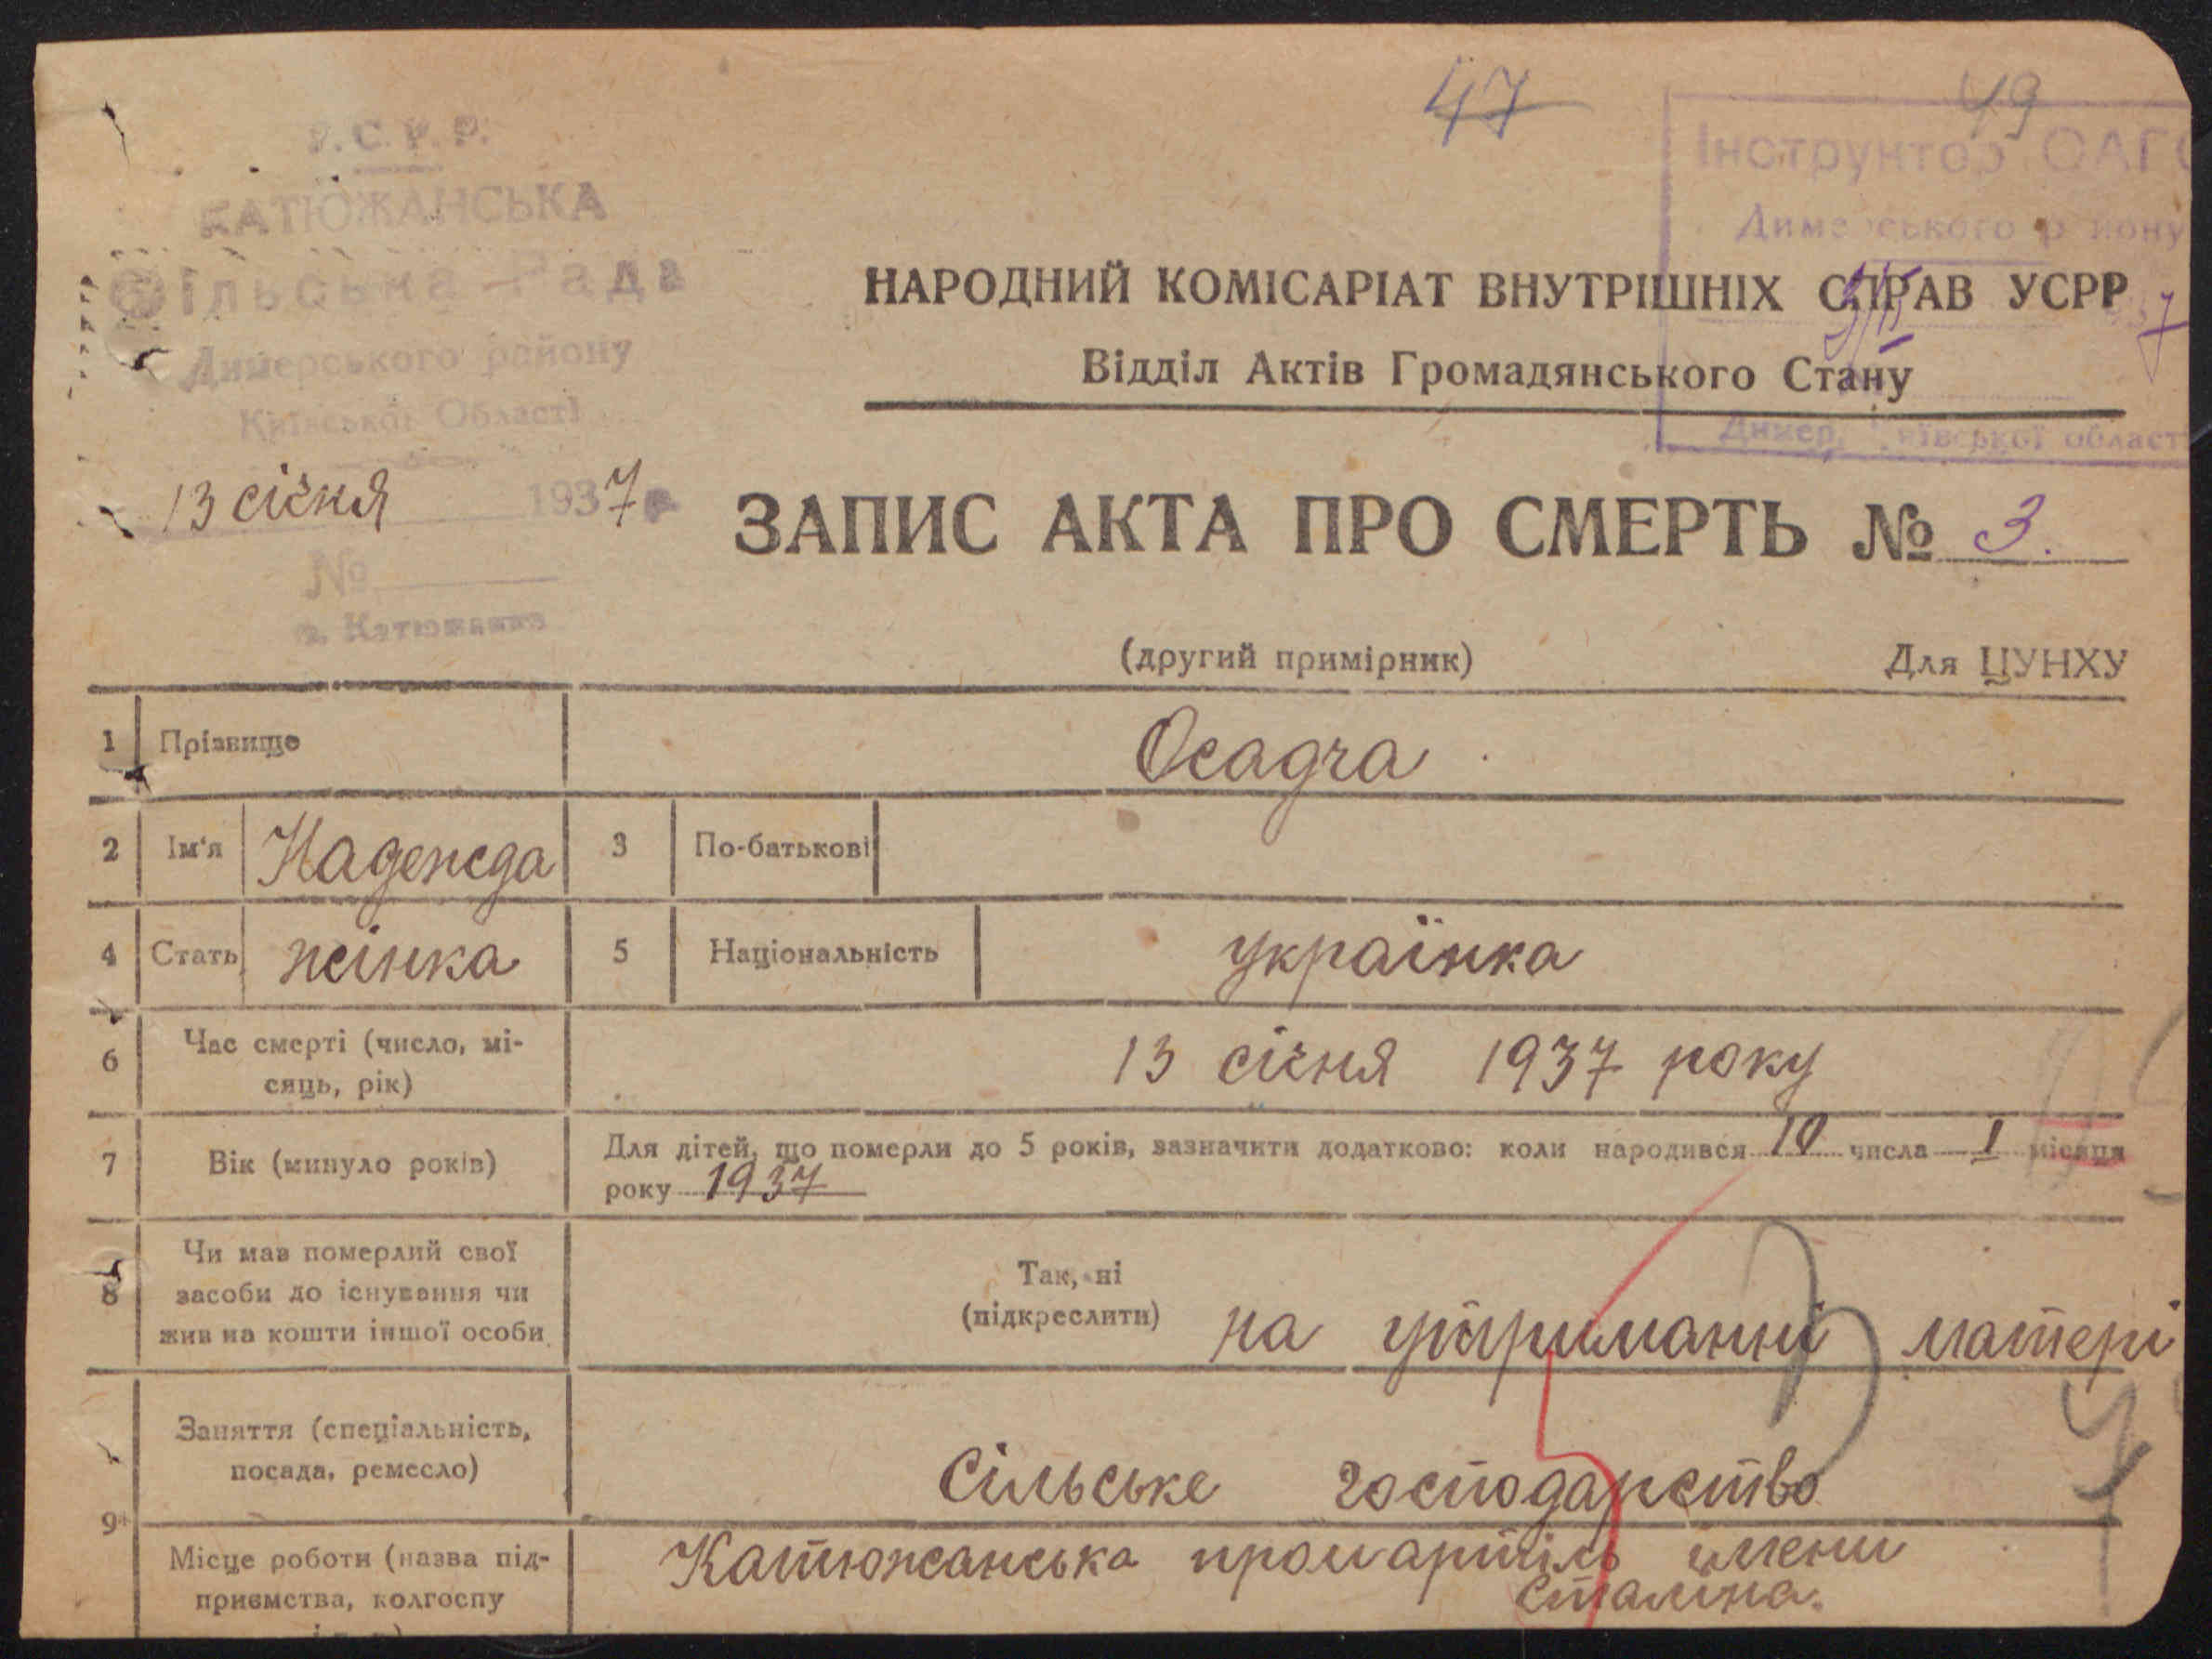 47
49
У.С.Р.Р.
КАТЮЖАНСЬКА
Сільська Рада
Димерського району
Київської Області
13 січня 1937 р.
№
с. Катюжанка
Інструктор ОАГС
Димерського району
Димер, Київської област
НАРОДНИЙ КОМІСАРІАТ ВНУТРІШНІХ СПРАВ УСРР
Відділ Актів Громадянського Стану
ЗАПИС АКТА ПРО СМЕРТЬ № 3.
(другий примірник) Для ЦУНХУ
1 Прізвище Осадча
2 Ім'я Надежда 3 По-батькові
4 Стать жінка 5 Національність українка
6 Час смерті (число, мі-
сяць, рік) 13 січня 1937 року
7 Вік (минуло років) Для дітей, що померли до 5 років, зазначити додатково: коли народився 10 числа I місяця
року 1937
8 Чи мав померлий свої
засоби до існування чи
жив на кошти іншої особи
Так, ні
(підкреслити) на утриманні матері
9 Заняття (спеціальність,
посада, ремесло) Сільське господарство
Місце роботи (назва під-
приємства, колгоспу
Катюжанська промартіль имени
Сталіна.